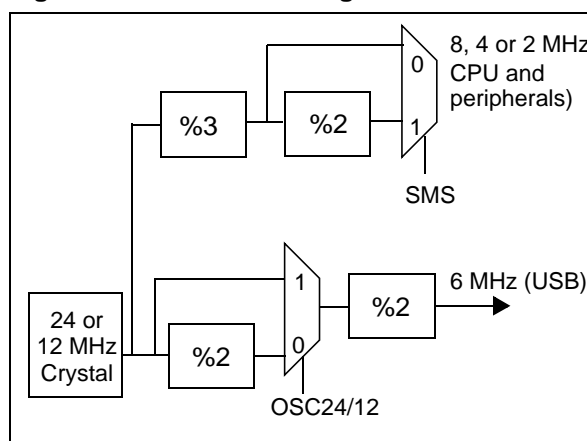 8, 4 or 2 MHz
CPU and
peripherals)
0
1
%3
%2
SMS
6 MHz (USB)
1
0
%2
%2
24 or
12 MHz
Crystal
OSC24/12